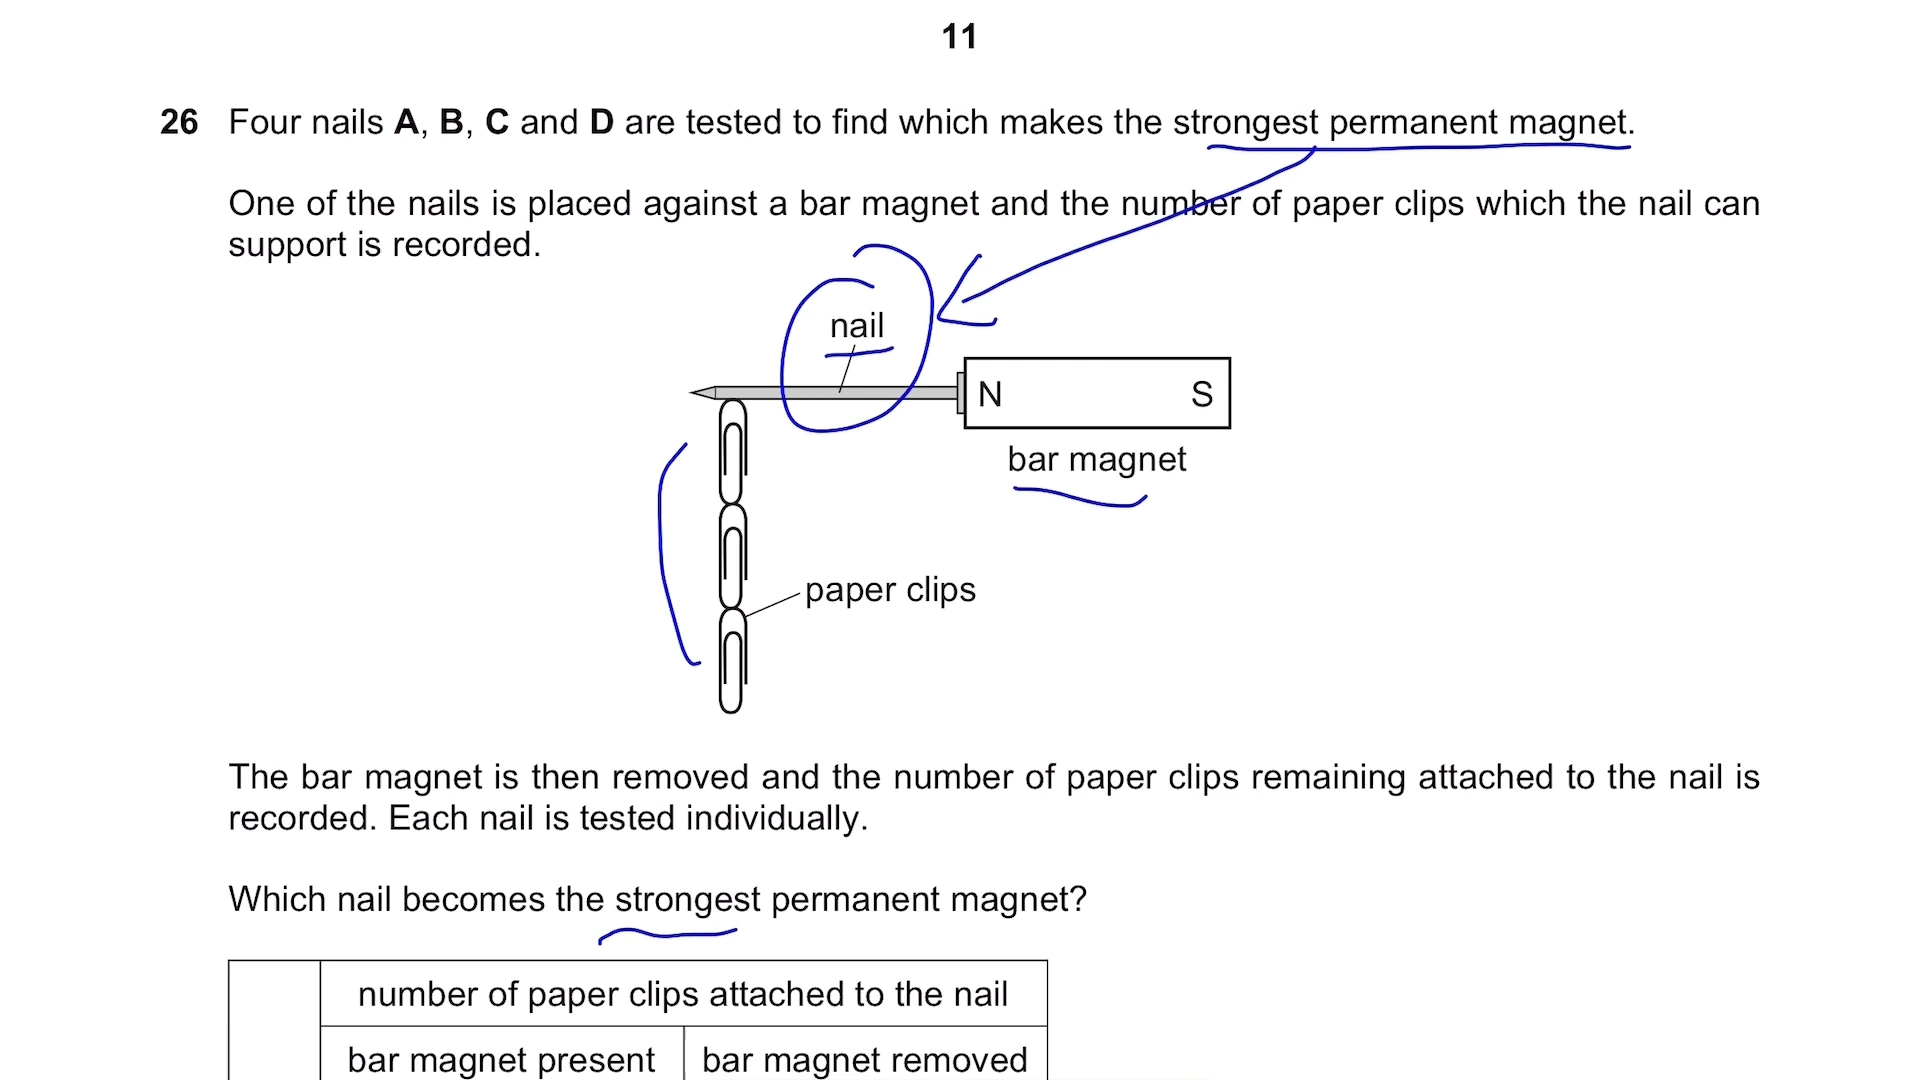 11
26 Four nails A, B, C and D are tested to find which makes the strongest permanent magnet.
One of the nails is placed against a bar magnet and the number of paper clips which the nail can
support is recorded.
nail
N S
bar magnet
paper clips
The bar magnet is then removed and the number of paper clips remaining attached to the nail is
recorded. Each nail is tested individually.
Which nail becomes the strongest permanent magnet?
number of paper clips attached to the nail
bar magnet present bar magnet removed